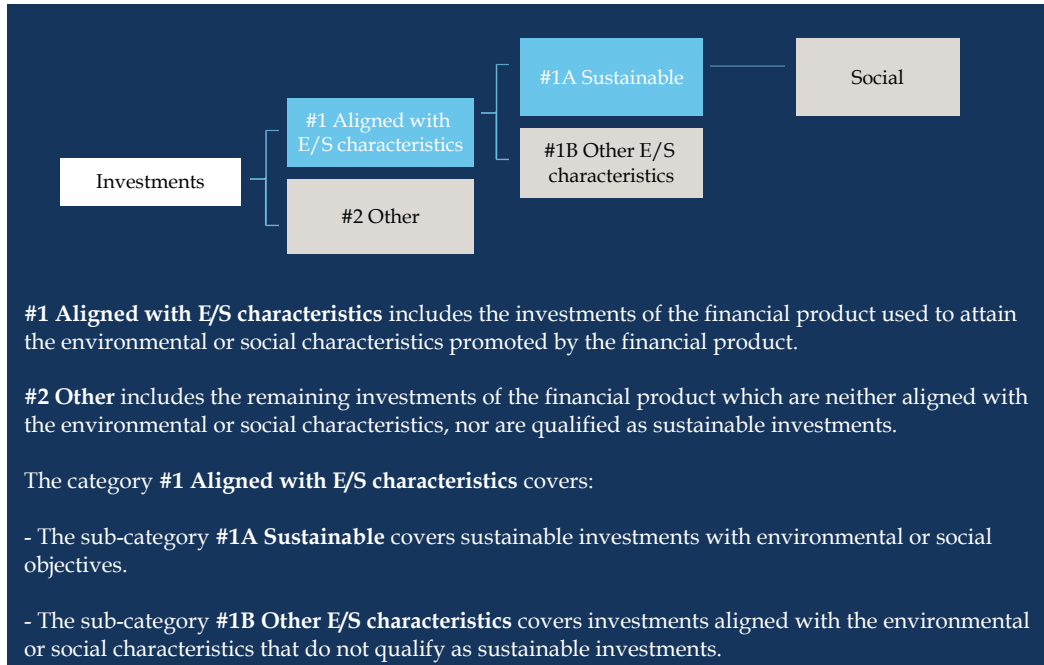 #1A Sustainable
Social
#1 Aligned with
E/S characteristics
#1B Other E/S
characteristics
Investments
#2 Other
#1 Aligned with E/S characteristics includes the investments of the financial product used to attain
the environmental or social characteristics promoted by the financial product.
#2 Other includes the remaining investments of the financial product which are neither aligned with
the environmental or social characteristics, nor are qualified as sustainable investments.
The category #1 Aligned with E/S characteristics covers:
- The sub-category #1A Sustainable covers sustainable investments with environmental or social
objectives.
- The sub-category #1B Other E/S characteristics covers investments aligned with the environmental
or social characteristics that do not qualify as sustainable investments.